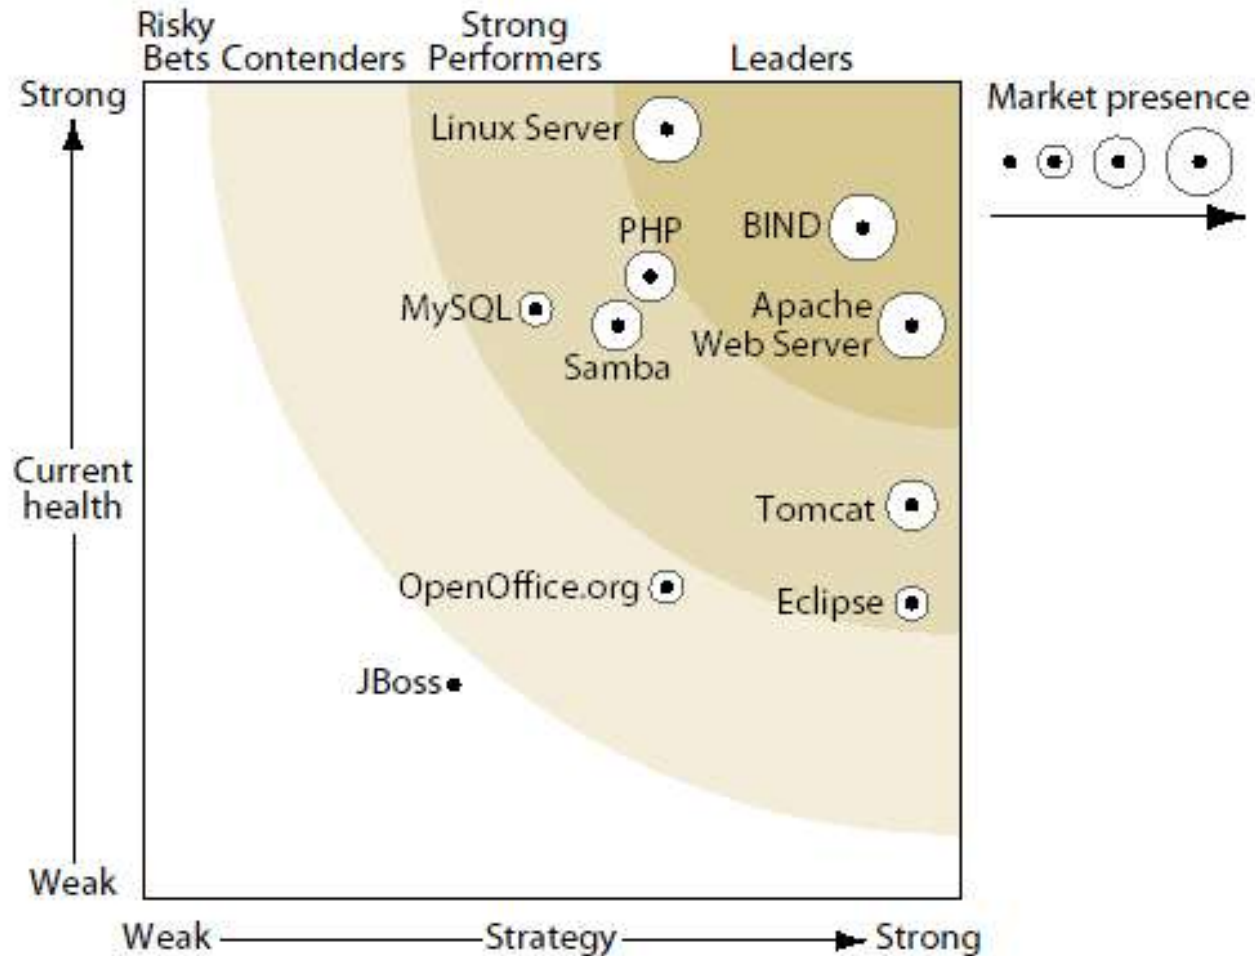 Risky
Bets
Contenders
Strong
Performers
Leaders
Strong
Market presence
Linux Server
PHP
BIND
MySQL
Samba
Apache
Web Server
Current
health
Tomcat
OpenOffice.org
Eclipse
JBoss
Weak
Weak
Strategy
Strong